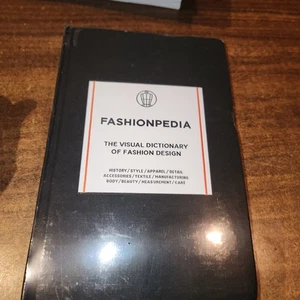 FASHIONPEDIA
THE VISUAL DICTIONARY
OF FASHION DESIGN
HISTORY/STYLE/APPAREL/DETAIL
ACCESSORIES/TEXTILE/MANUFACTURING
BODY/BEAUTY/MEASUREMENT/CARE